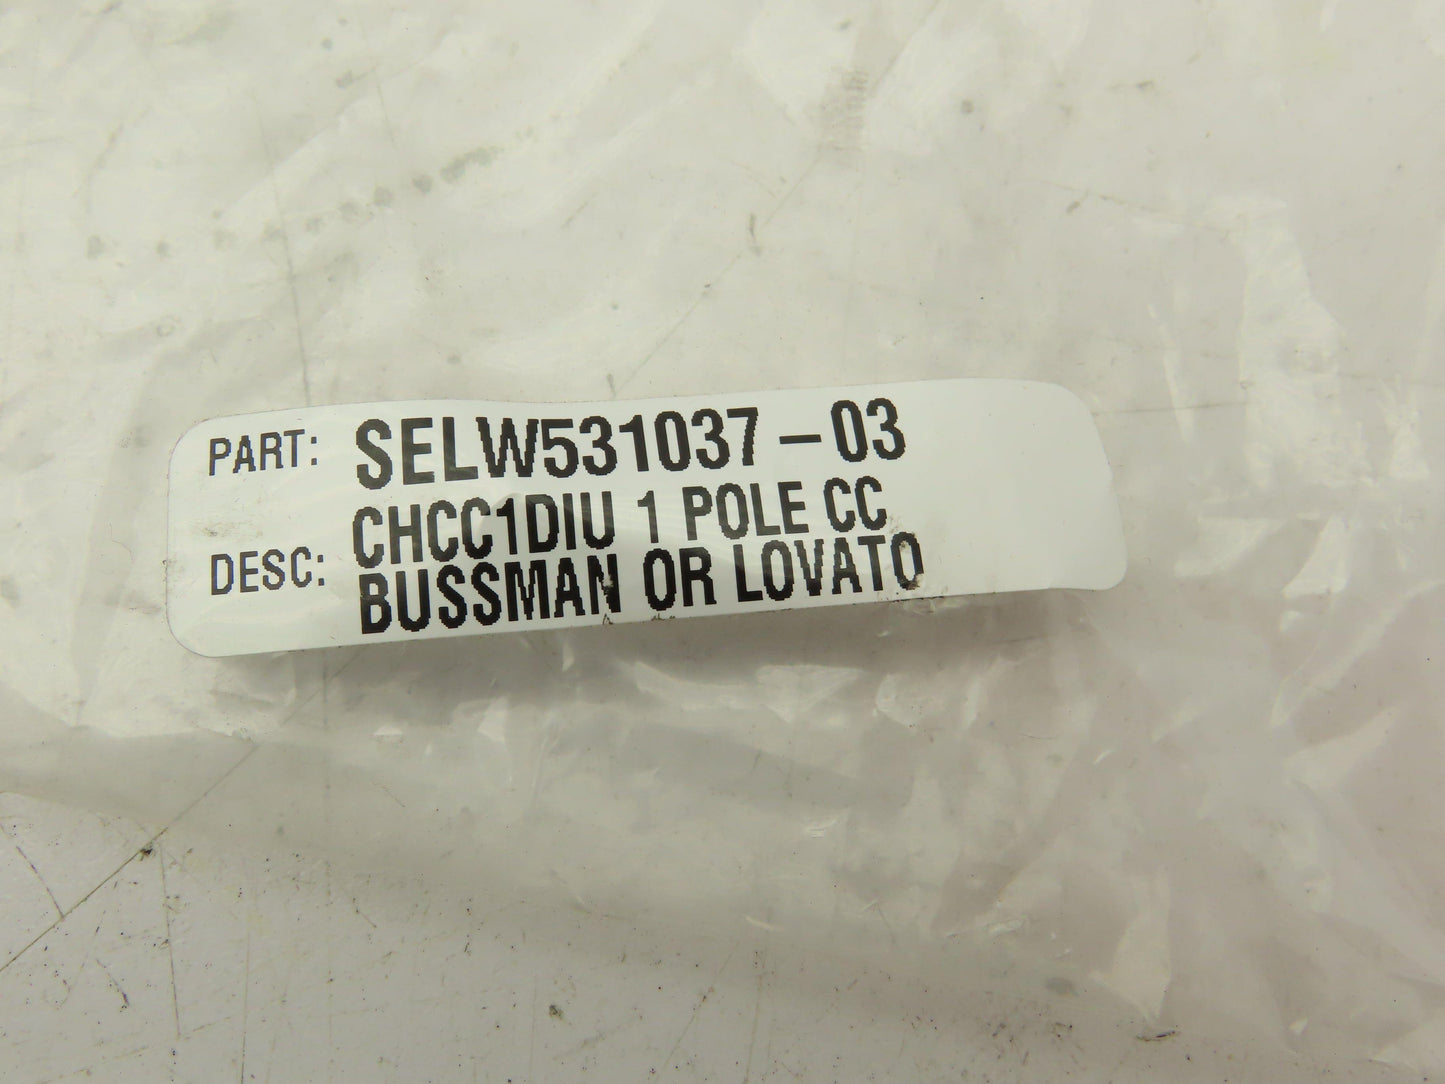 PART: SELW531037-03
DESC: CHCC1DIU 1 POLE CC
BUSSMAN OR LOVATO